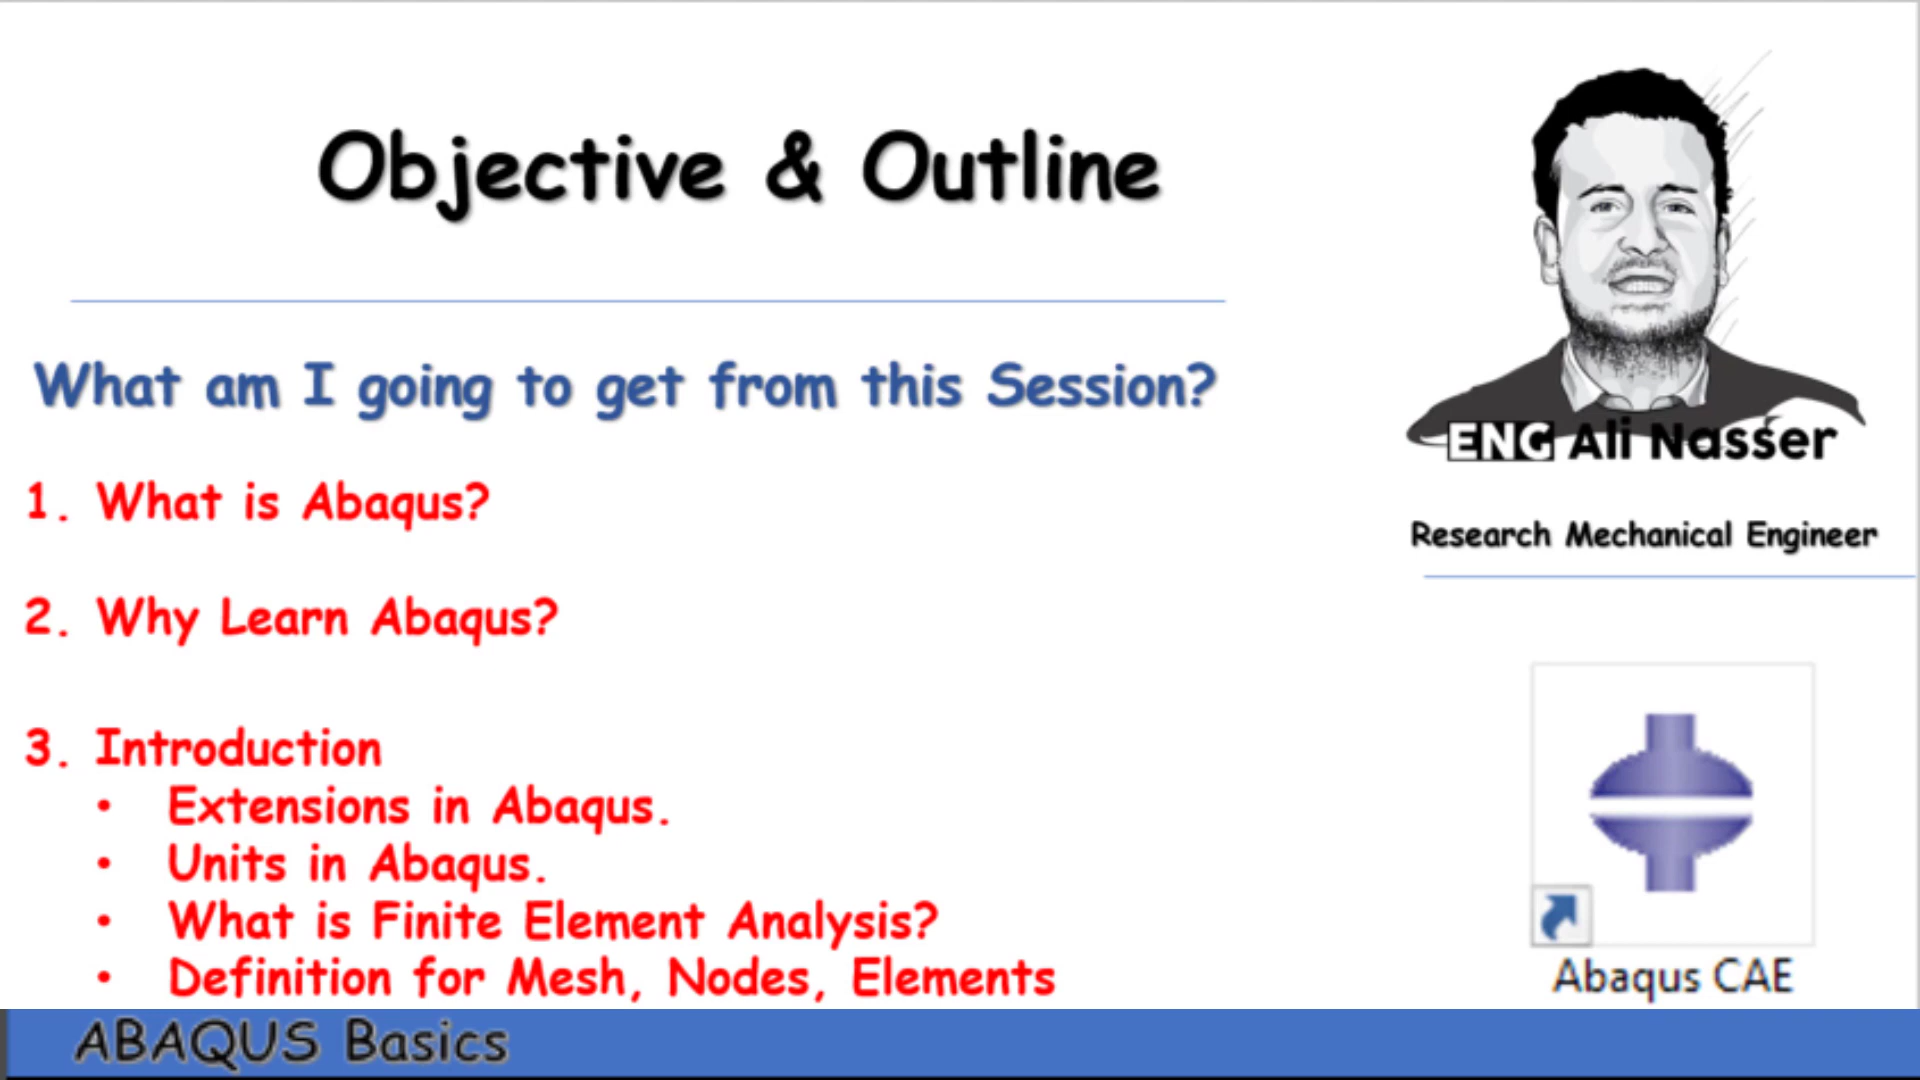 Objective & Outline
What am I going to get from this Session?
1. What is Abaqus?
2. Why Learn Abaqus?
3. Introduction
• Extensions in Abaqus.
• Units in Abaqus.
• What is Finite Element Analysis?
• Definition for Mesh, Nodes, Elements
ENG Ali Nasser
Research Mechanical Engineer
Abaqus CAE
ABAQUS Basics